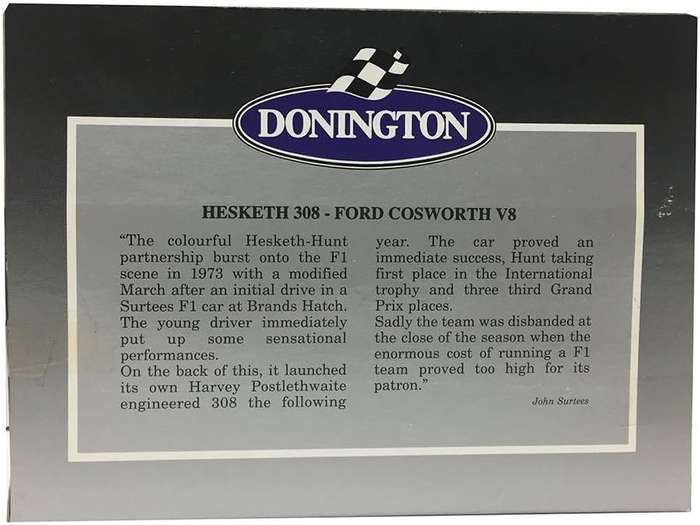 DONINGTON
HESKETH 308 - FORD COSWORTH V8
“The colourful Hesketh-Hunt
partnership burst onto the F1
scene in 1973 with a modified
March after an initial drive in a
Surtees F1 car at Brands Hatch.
The young driver immediately
put up some sensational
performances.
On the back of this, it launched
its own Harvey Postlethwaite
engineered 308 the following
year. The car proved an
immediate success, Hunt taking
first place in the International
trophy and three third Grand
Prix places.
Sadly the team was disbanded at
the close of the season when the
enormous cost of running a F1
team proved too high for its
patron.”
John Surtees